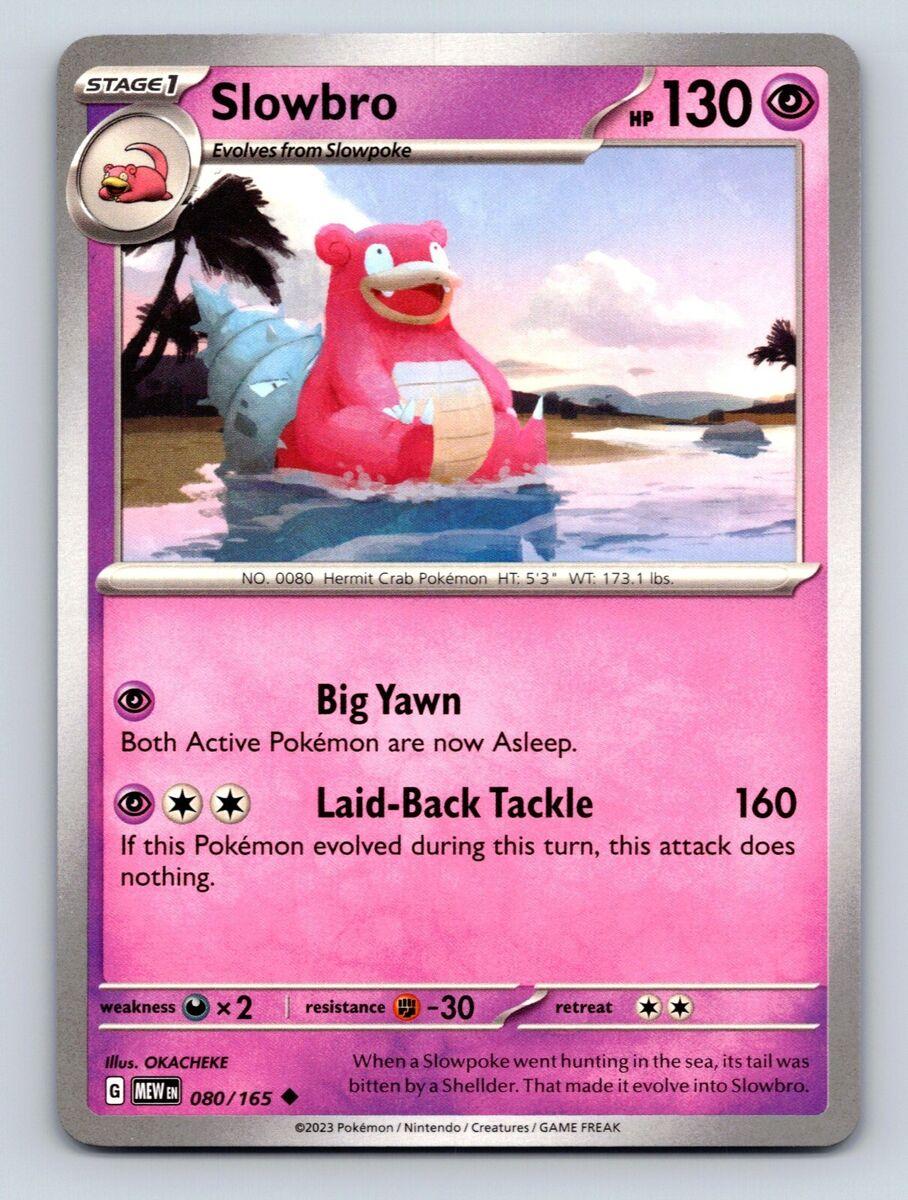 STAGE 1
Slowbro
HP 130
Evolves from Slowpoke
NO. 0080 Hermit Crab Pokémon HT: 5'3" WT: 173.1 lbs.
Big Yawn
Both Active Pokémon are now Asleep.
Laid-Back Tackle 160
If this Pokémon evolved during this turn, this attack does
nothing.
weakness ×2 resistance -30 retreat
Illus. OKACHEKE
When a Slowpoke went hunting in the sea, its tail was
bitten by a Shellder. That made it evolve into Slowbro.
G MEW EN 080/165
©2023 Pokémon / Nintendo / Creatures / GAME FREAK